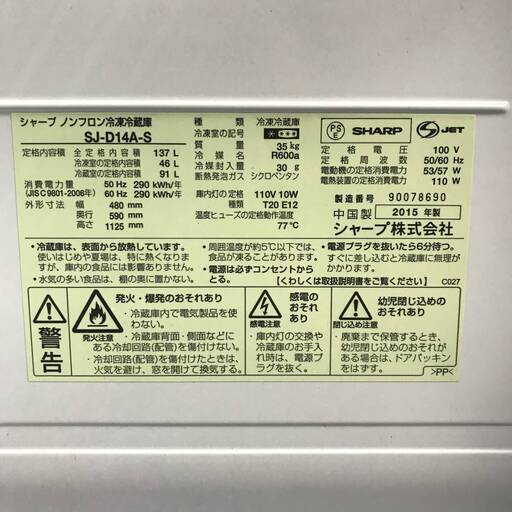 シャープ ノンフロン冷凍冷蔵庫
SJ-D14A-S
定格内容積 全定格内容積 137 L
冷凍室の定格内容積 46 L
冷蔵室の定格内容積 91 L
消費電力量 50 Hz 290 kWh/年
(JIS C 9801-2006年) 60 Hz 290 kWh/年
外形寸法 幅 480 mm
奥行 590 mm
高さ 1125 mm
種類 冷凍冷蔵庫
冷凍室の記号
質量 35kg
冷媒 R600a
冷媒封入量 30g
断熱発泡ガス シクロペンタン
庫内灯の定格 110V 10W
T20 E12
温度ヒューズの定格動作温度
77℃
PSE SHARP S JET
定格電圧 100 V
定格周波数 50/60 Hz
電動機の定格消費電力 53/57 W
電熱装置の定格消費電力 110 W
製造番号 90078690
中国製 2015 年製
シャープ株式会社
・冷蔵庫は、表面から放熱しています。
使いはじめや夏場は、特に熱くなりま
すが、庫内の食品には影響ありません。
・水気の多い食品は、棚の奥に置かない。
・周囲温度が約5℃以下では、食
品が凍ることがあります。
・電源は必ずコンセントからと
る。
・電源プラグを抜いたら6分待つ。
すぐに差し込むと冷蔵庫に無理が
かかります。
【くわしくは取扱説明書をご覧ください】
C027
警告
発火注意
発火・爆発のおそれあり
・冷蔵庫内で電気製品を使
わない。
・冷蔵庫背面・側面などに
ある冷却回路(配管)を傷付けない。
・冷却回路(配管)を傷付けたときは、
火気を避け、窓を開けて換気する。
感電注意
感電のお
それあり
・庫内灯の交換や
冷蔵庫のお手入
れ時は、電源プラ
グを抜く。
閉じ込め注意
幼児閉じ込めの
おそれあり
・廃棄まで保管する時、幼児
閉じ込めのおそれが
ある場合は、ドアパッキン
をはずす。
>PP<